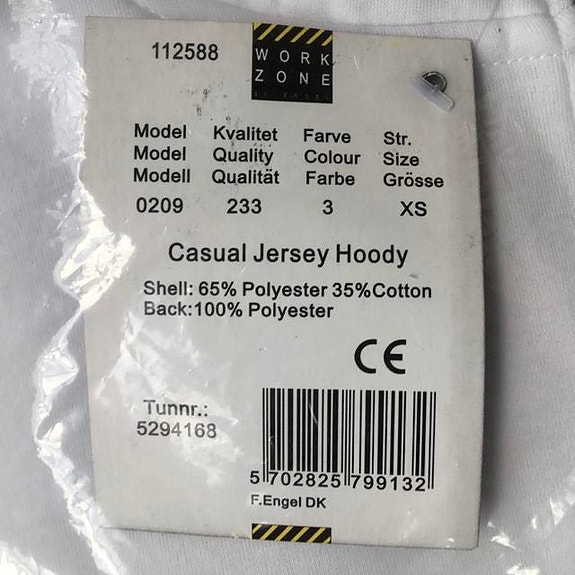 112588
WORK
ZONE
Model Kvalitet Farve Str.
Model Quality Colour Size
Modell Qualität Farbe Grösse
0209 233 3 XS
Casual Jersey Hoody
Shell: 65% Polyester 35%Cotton
Back:100% Polyester
CE
Tunnr.:
5294168
5 702825 799132
F.Engel DK